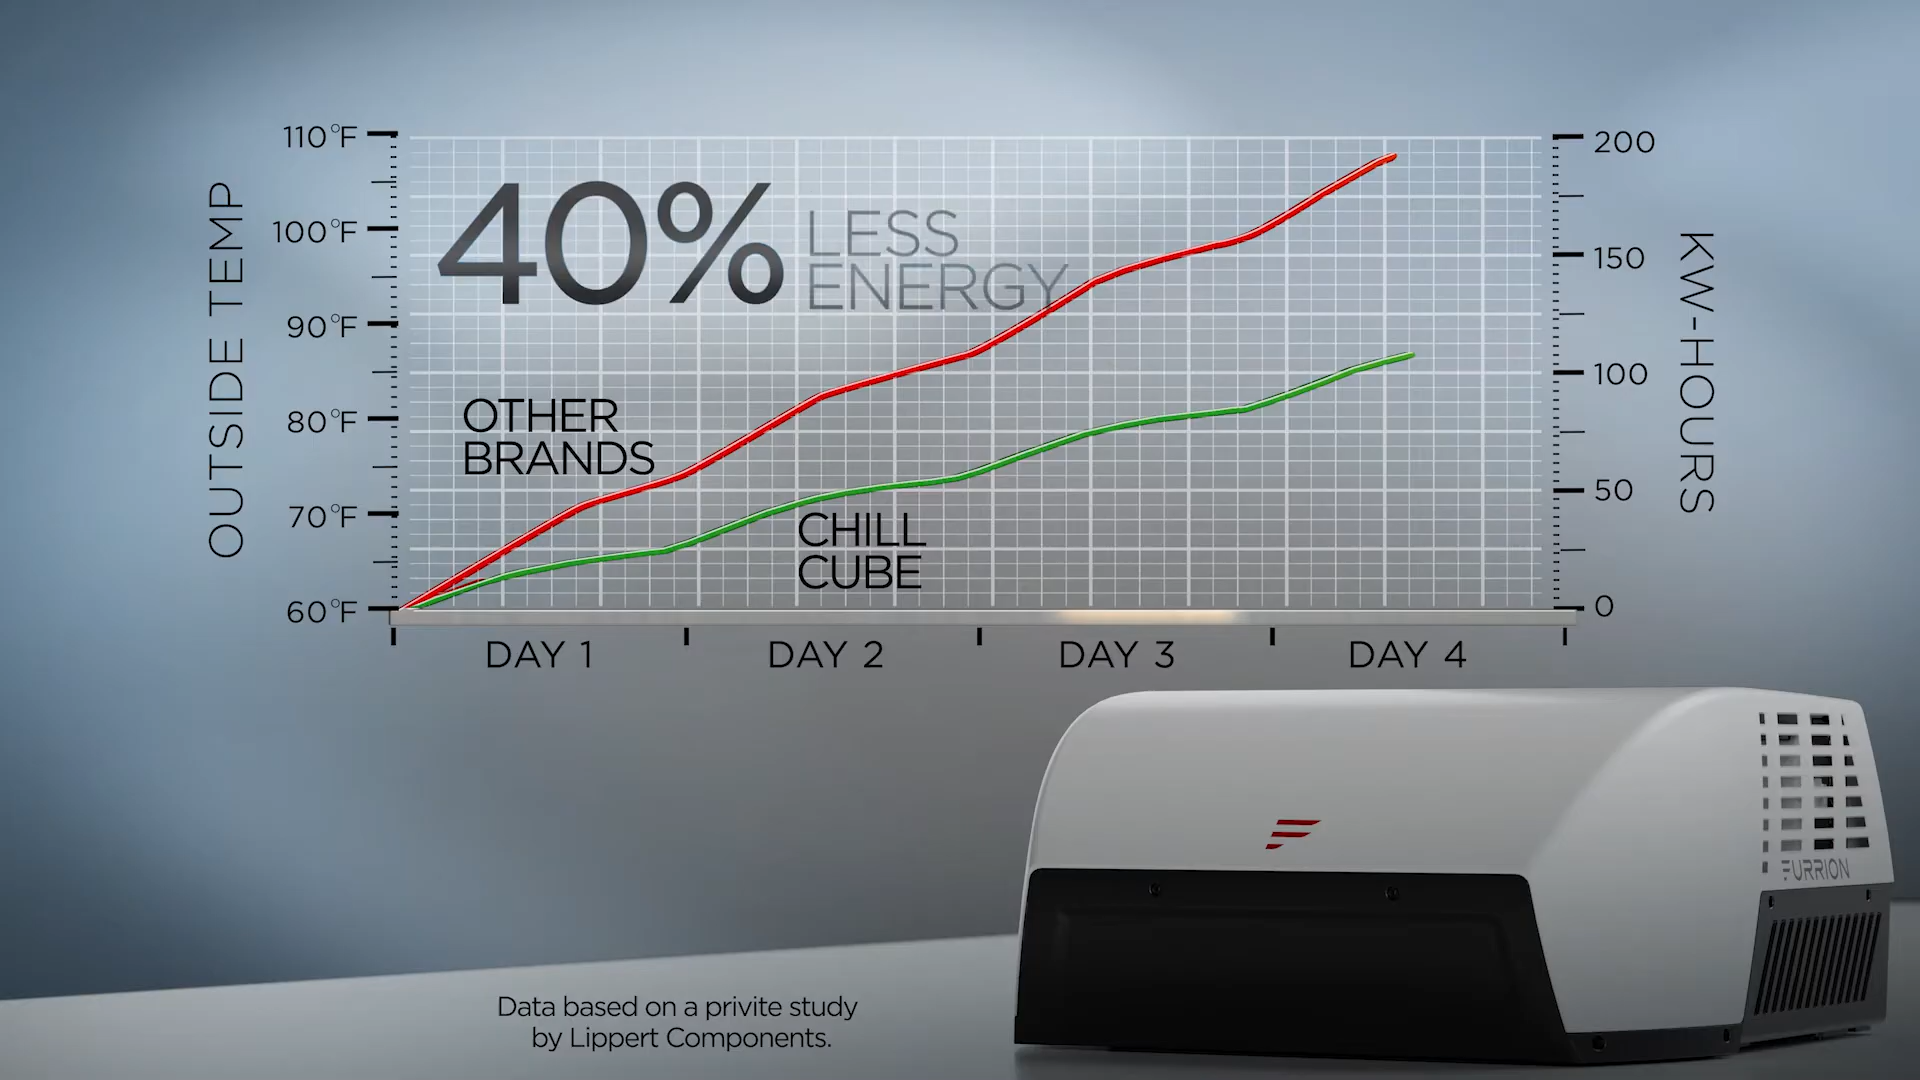 40% LESS
ENERGY
OUTSIDE TEMP
110°F
100°F
90°F
80°F
70°F
60°F
OTHER
BRANDS
CHILL
CUBE
200
150
100
50
0
KW-HOURS
DAY 1 DAY 2 DAY 3 DAY 4
FURRION
Data based on a privite study
by Lippert Components.